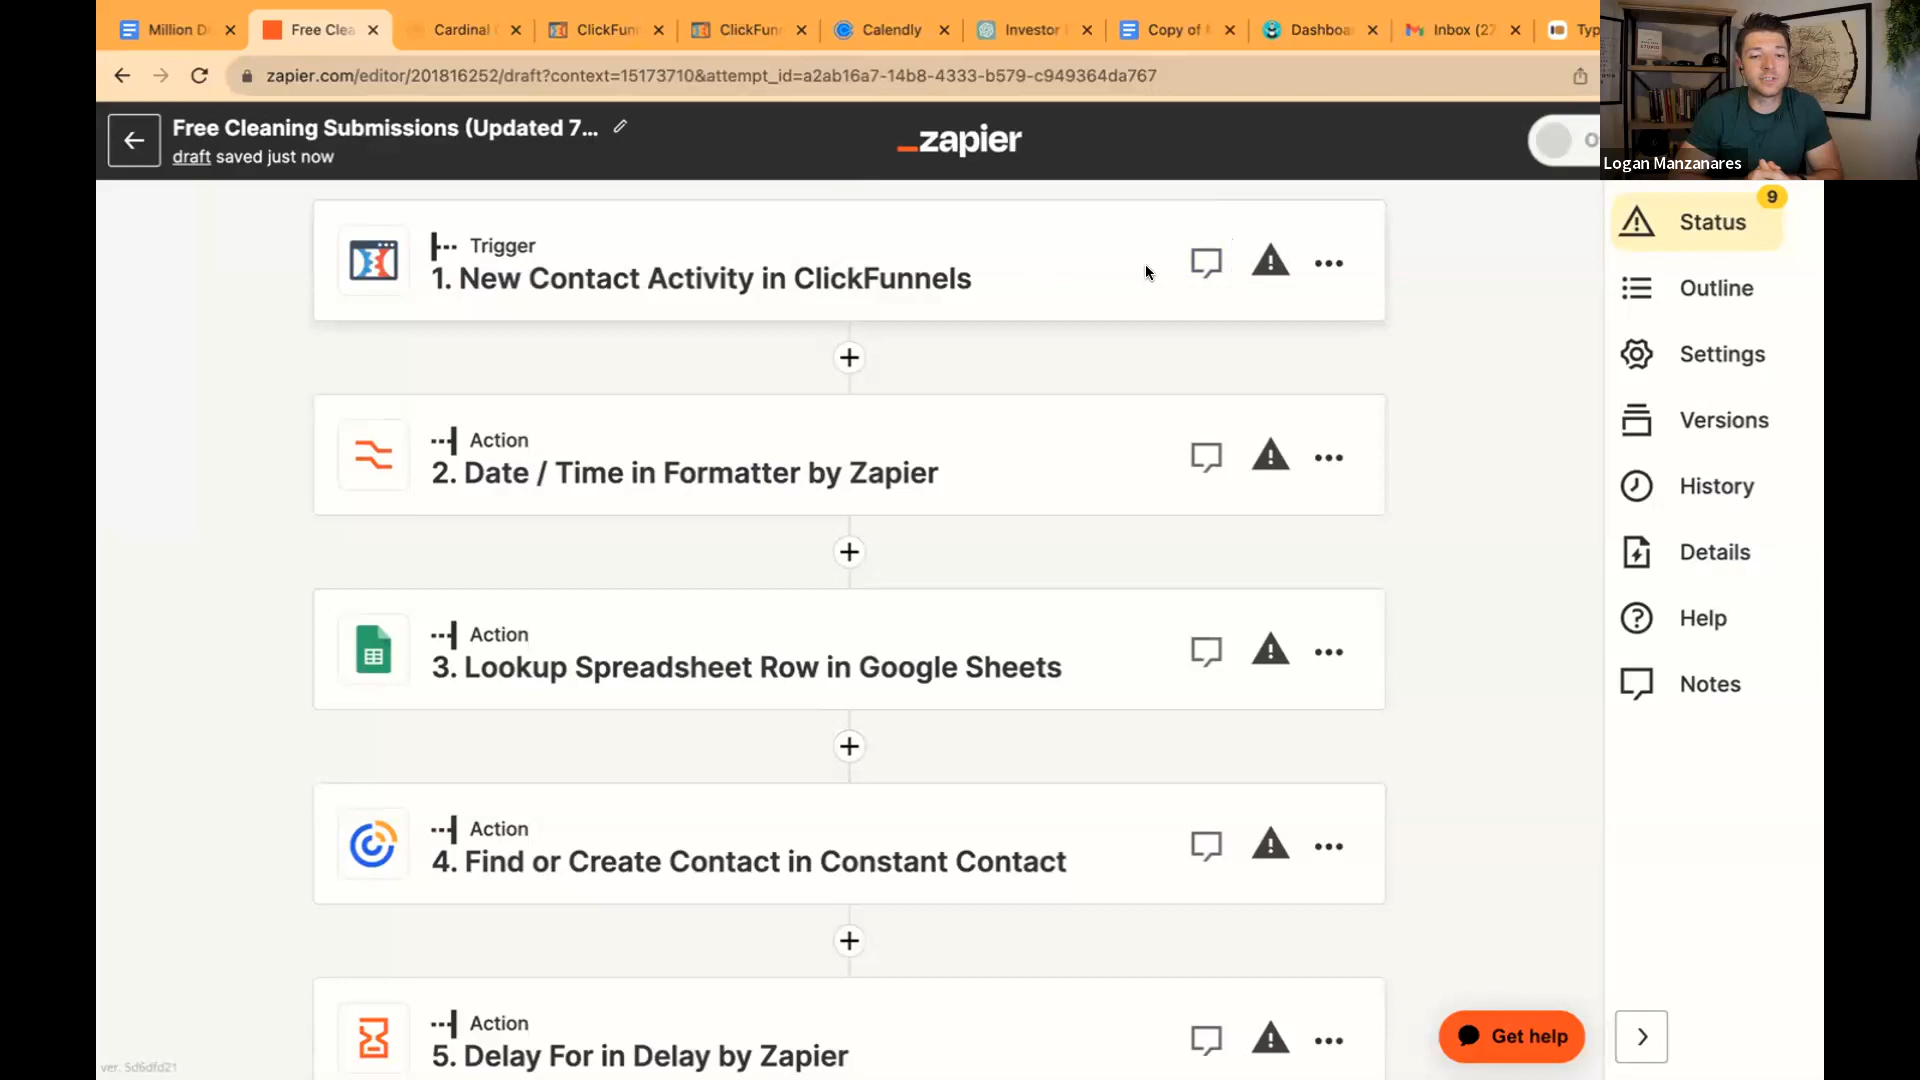 Million D
Free Clea
Cardinal
ClickFun
ClickFun
Calendly
Investor
Copy of
Dashboa
Inbox (27
Typ
zapier.com/editor/201816252/draft?context=15173710&attempt_id=a2ab16a7-14b8-4333-b579-c949364da767
Free Cleaning Submissions (Updated 7...
draft saved just now
zapier
Logan Manzanares
Trigger
1. New Contact Activity in ClickFunnels
Action
2. Date / Time in Formatter by Zapier
Action
3. Lookup Spreadsheet Row in Google Sheets
Action
4. Find or Create Contact in Constant Contact
Action
5. Delay For in Delay by Zapier
9
Status
Outline
Settings
Versions
History
Details
Help
Notes
Get help
ver. 5d6dfd21